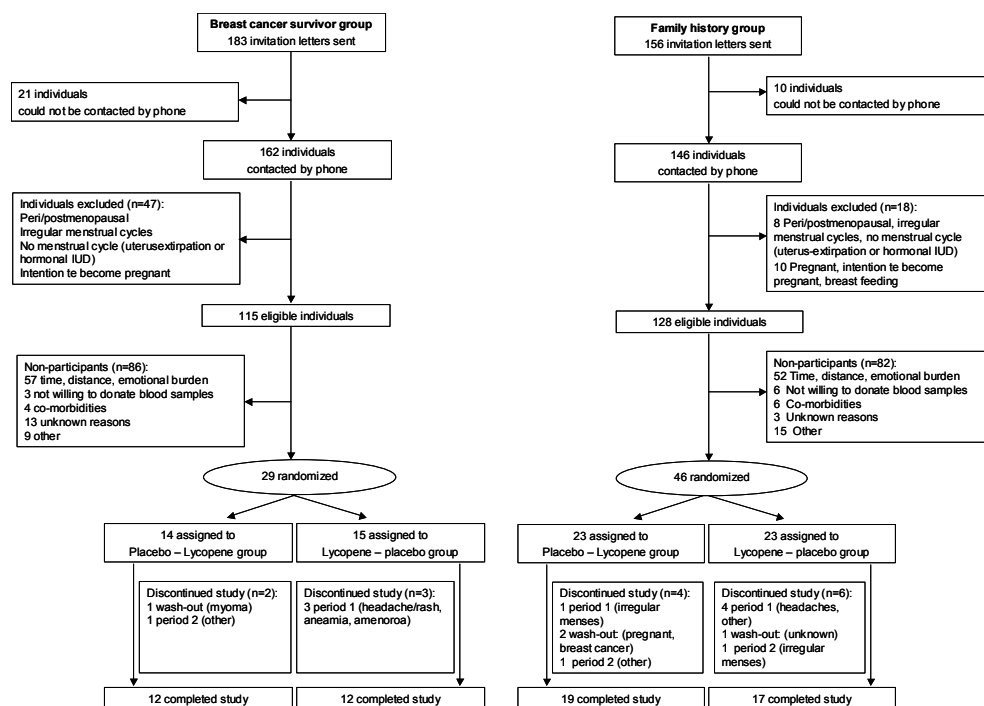 Breast cancer survivor group
183 invitation letters sent
21 individuals
could not be contacted by phone
162 individuals
contacted by phone
Individuals excluded (n=47):
Peri/postmenopausal
Irregular menstrual cycles
No menstrual cycle (uterusextirpation or
hormonal IUD)
Intention te become pregnant
115 eligible individuals
Non-participants (n=86):
57 time, distance, emotional burden
3 not willing to donate blood samples
4 co-morbidities
13 unknown reasons
9 other
29 randomized
14 assigned to
Placebo – Lycopene group
15 assigned to
Lycopene – placebo group
Discontinued study (n=2):
1 wash-out (myoma)
1 period 2 (other)
Discontinued study (n=3):
3 period 1 (headache/rash,
aneamia, amenoroa)
12 completed study
12 completed study
Family history group
156 invitation letters sent
10 individuals
could not be contacted by phone
146 individuals
contacted by phone
Individuals excluded (n=18):
8 Peri/postmenopausal, irregular
menstrual cycles, no menstrual cycle
(uterus-extirpation or hormonal IUD)
10 Pregnant, intention te become
pregnant, breast feeding
128 eligible individuals
Non-participants (n=82):
52 Time, distance, emotional burden
6 Not willing to donate blood samples
6 Co-morbidities
3 Unknown reasons
15 Other
46 randomized
23 assigned to
Placebo – Lycopene group
23 assigned to
Lycopene – placebo group
Discontinued study (n=4):
1 period 1 (irregular
menses)
2 wash-out: (pregnant,
breast cancer)
1 period 2 (other)
Discontinued study (n=6):
4 period 1 (headaches,
other)
1 wash-out: (unknown)
1 period 2 (irregular
menses)
19 completed study
17 completed study